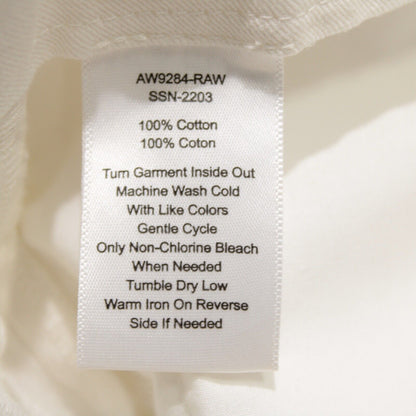 AW9284-RAW
SSN-2203
100% Cotton
100% Coton
Turn Garment Inside Out
Machine Wash Cold
With Like Colors
Gentle Cycle
Only Non-Chlorine Bleach
When Needed
Tumble Dry Low
Warm Iron On Reverse
Side If Needed